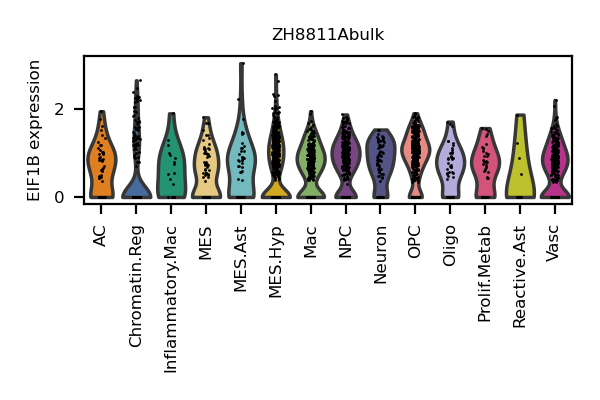 ZH8811Abulk
EIF1B expression
2
0
AC
Chromatin.Reg
Inflammatory.Mac
MES
MES.Ast
MES.Hyp
Mac
NPC
Neuron
OPC
Oligo
Prolif.Metab
Reactive.Ast
Vasc